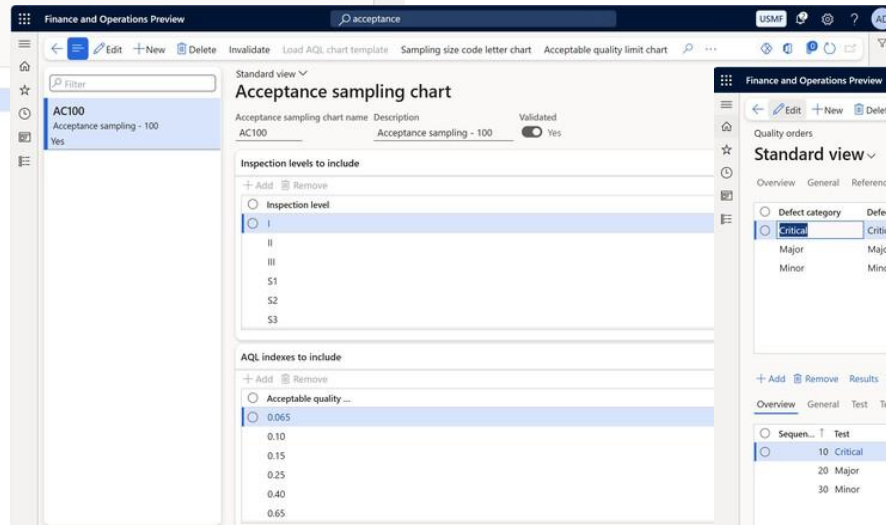 Finance and Operations Preview
acceptance
USMF
?
Edit
New
Delete
Invalidate
Load AQL chart template
Sampling size code letter chart
Acceptable quality limit chart
Filter
AC100
Acceptance sampling - 100
Yes
Standard view
Acceptance sampling chart
Acceptance sampling chart name Description Validated
AC100 Acceptance sampling - 100 Yes
Inspection levels to include
+ Add Remove
Inspection level
I
II
III
S1
S2
S3
AQL indexes to include
+ Add Remove
Acceptable quality ...
0.065
0.10
0.15
0.25
0.40
0.65
Finance and Operations Preview
Edit + New
Quality orders
Standard view
Overview General
Defect category
Critical
Major
Minor
+ Add Remove Results
Overview General Test
Sequen... ↑ Test
10 Critical
20 Major
30 Minor